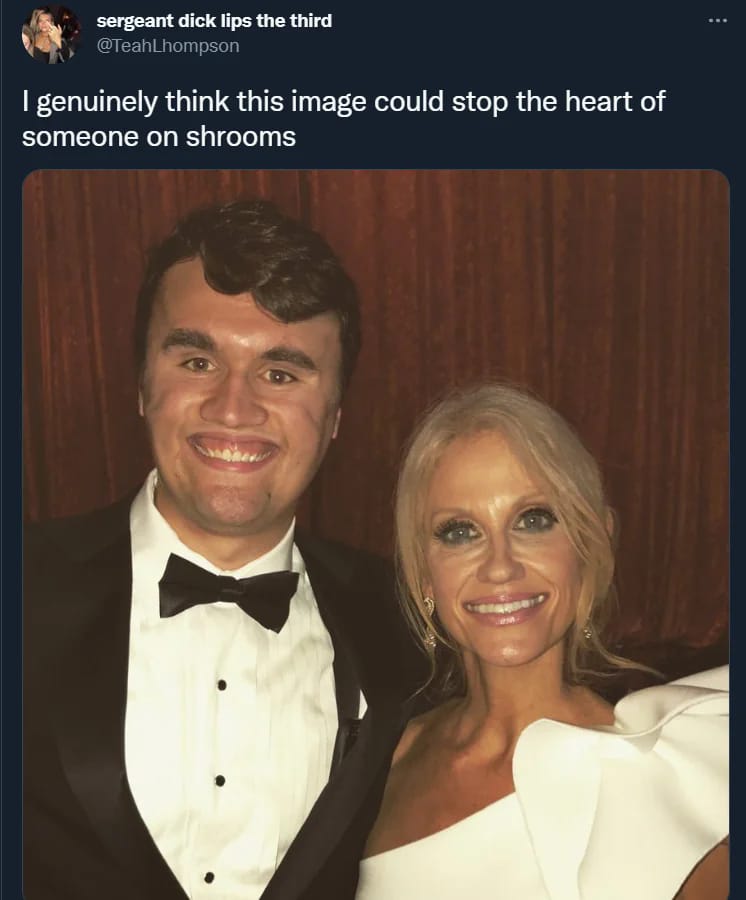 sergeant dick lips the third
@TeahLhompson
I genuinely think this image could stop the heart of
someone on shrooms